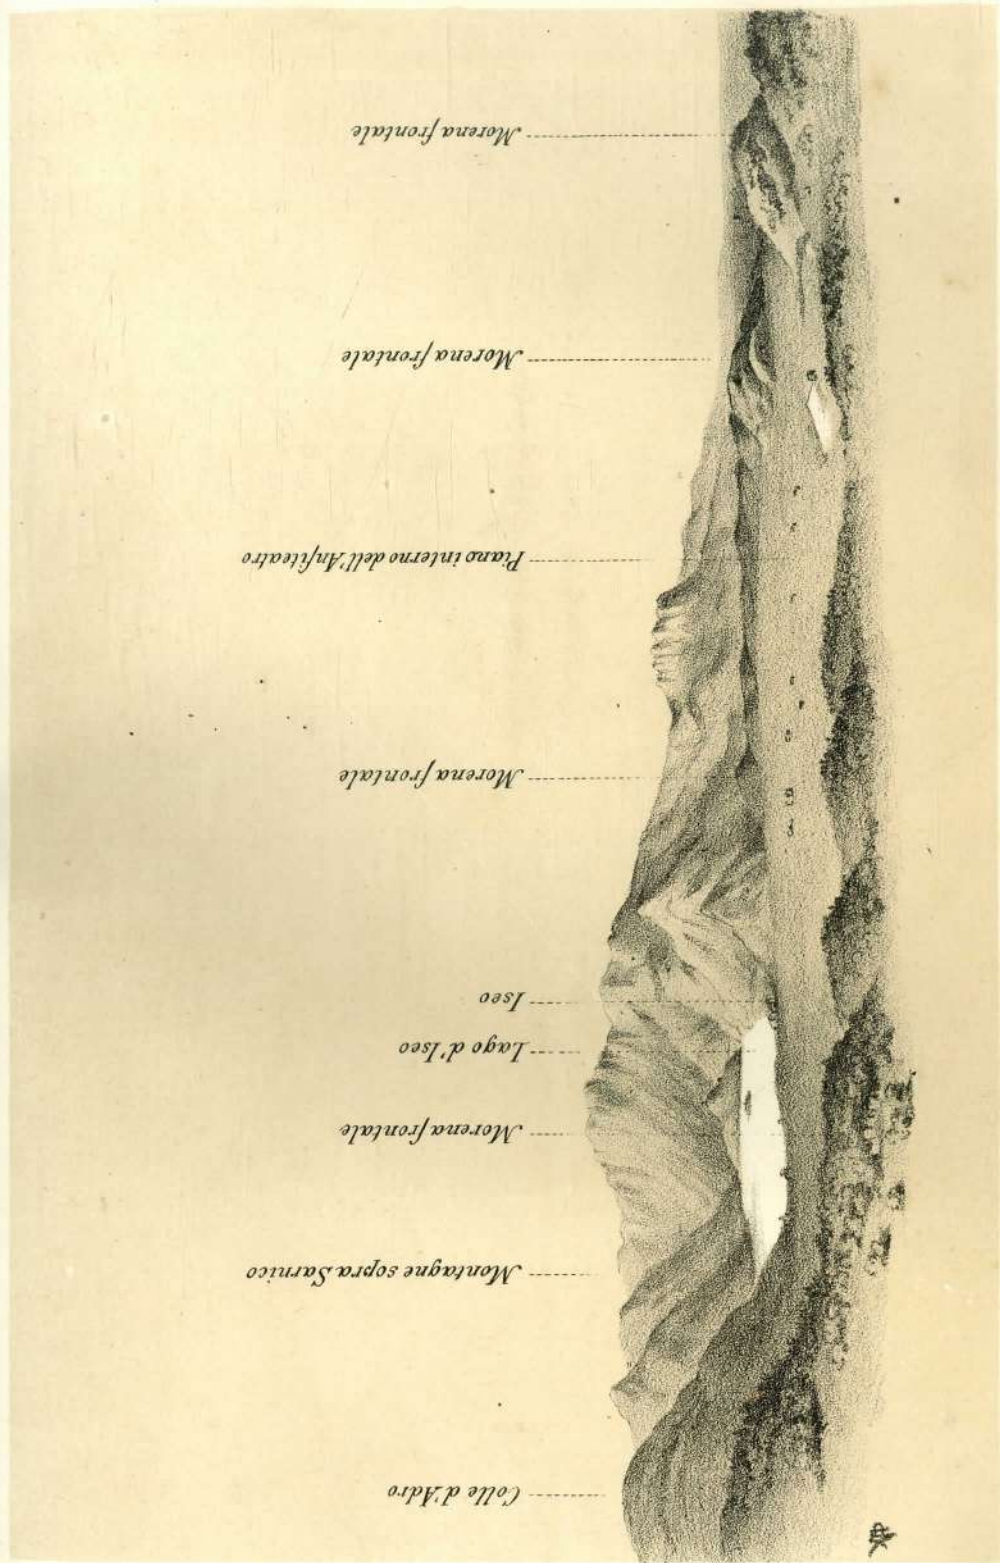 Colle d'Adro
Montagne sopra Sarnico
Morena frontale
Lago d'Iseo
Iseo
Morena frontale
Piano interno dell'Anfiteatro
Morena frontale
Morena frontale